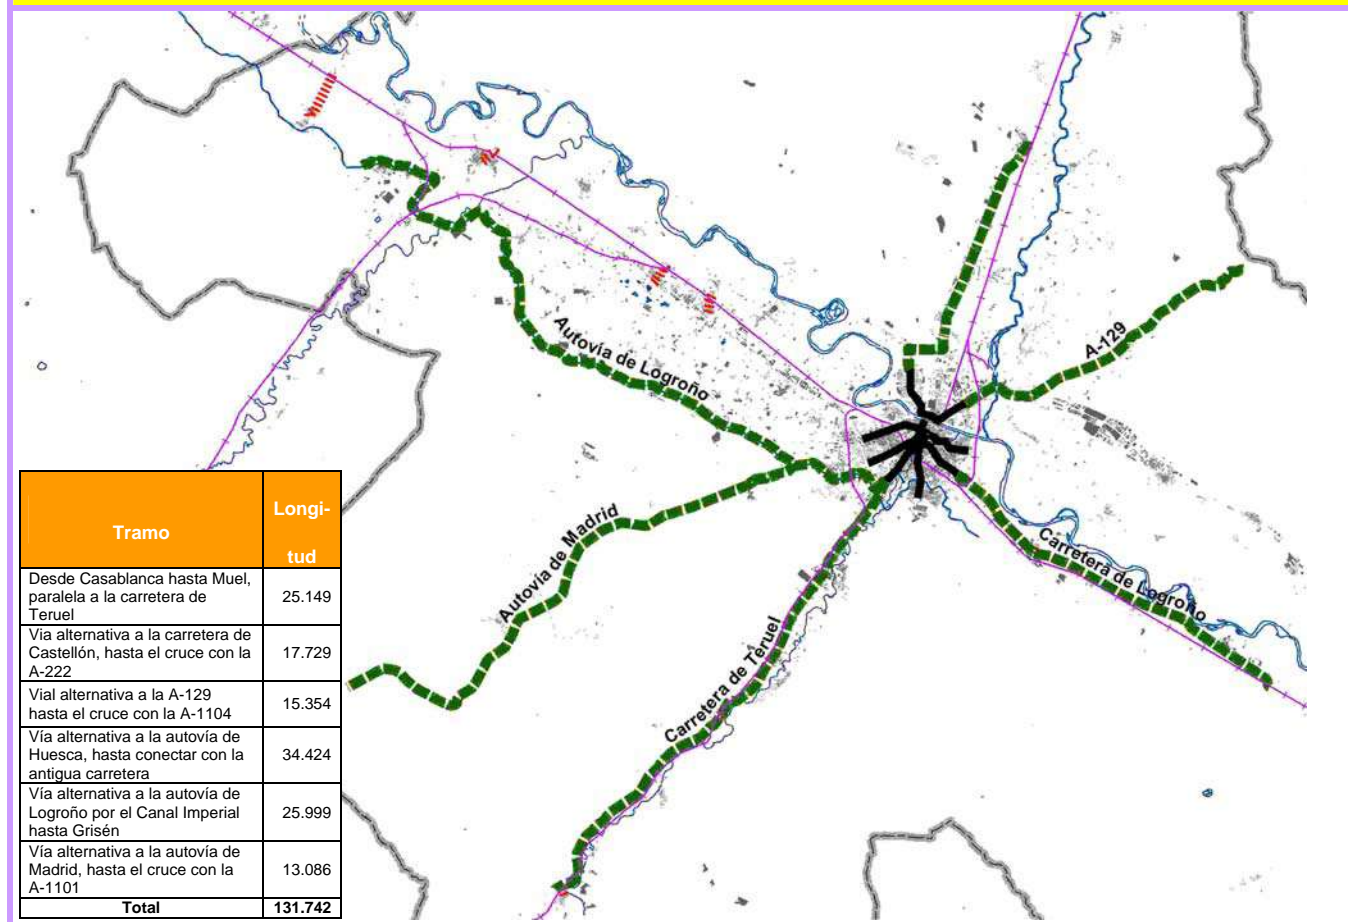 A-129
Autovía de Logroño
Autovía de Madrid
Carretera de Logroño
Carretera de Teruel
Tramo
Longi-
tud
Desde Casablanca hasta Muel,
paralela a la carretera de
Teruel
25.149
Via alternativa a la carretera de
Castellón, hasta el cruce con la
A-222
17.729
Vial alternativa a la A-129
hasta el cruce con la A-1104
15.354
Vía alternativa a la autovía de
Huesca, hasta conectar con la
antigua carretera
34.424
Vía alternativa a la autovía de
Logroño por el Canal Imperial
hasta Grisén
25.999
Vía alternativa a la autovía de
Madrid, hasta el cruce con la
A-1101
13.086
Total
131.742